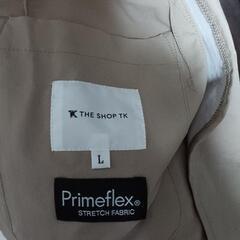 THE SHOP TK
L
Primeflex®
STRETCH FABRIC